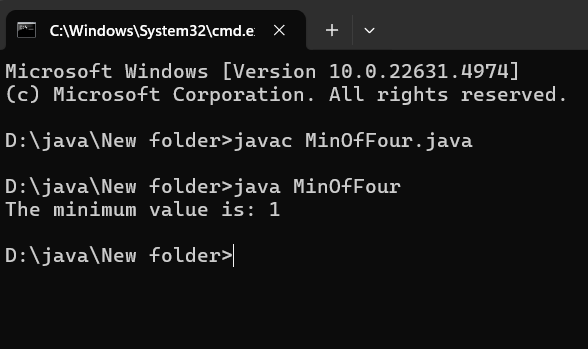 C:\Windows\System32\cmd.e
Microsoft Windows [Version 10.0.22631.4974]
(c) Microsoft Corporation. All rights reserved.
D:\java\New folder>javac MinOfFour.java
D:\java\New folder>java MinOfFour
The minimum value is: 1
D:\java\New folder>